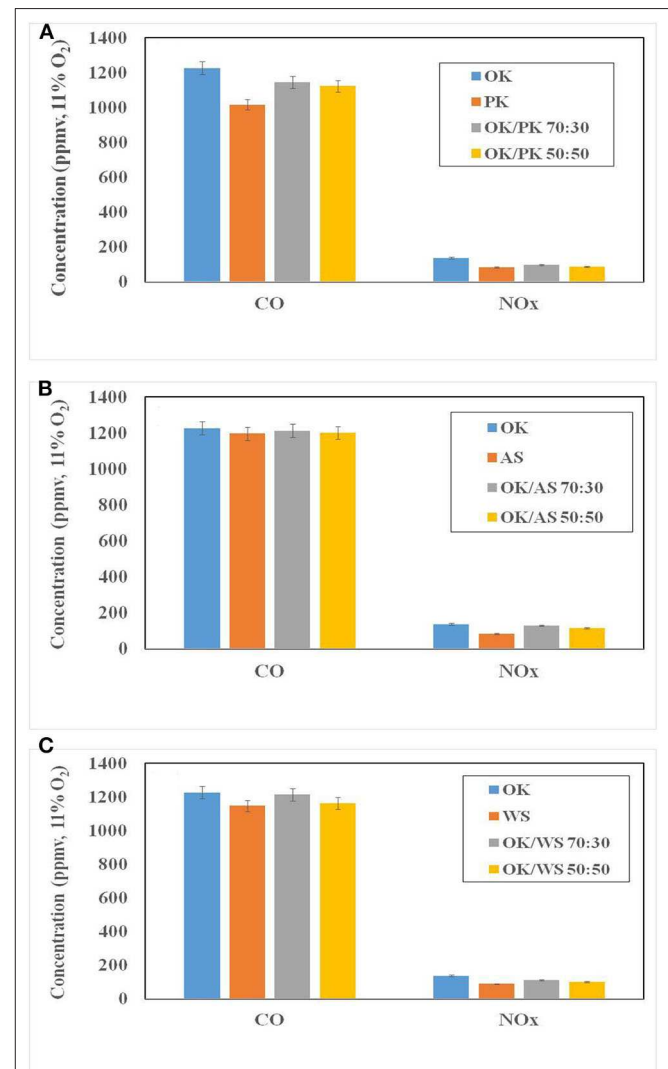 A
Concentration (ppmv, 11% O₂)
1400
1200
1000
800
600
400
200
0
OK
PK
OK/PK 70:30
OK/PK 50:50
CO
NOx
B
Concentration (ppmv, 11% O₂)
1400
1200
1000
800
600
400
200
0
OK
AS
OK/AS 70:30
OK/AS 50:50
CO
NOx
C
Concentration (ppmv, 11% O₂)
1400
1200
1000
800
600
400
200
0
OK
WS
OK/WS 70:30
OK/WS 50:50
CO
NOx